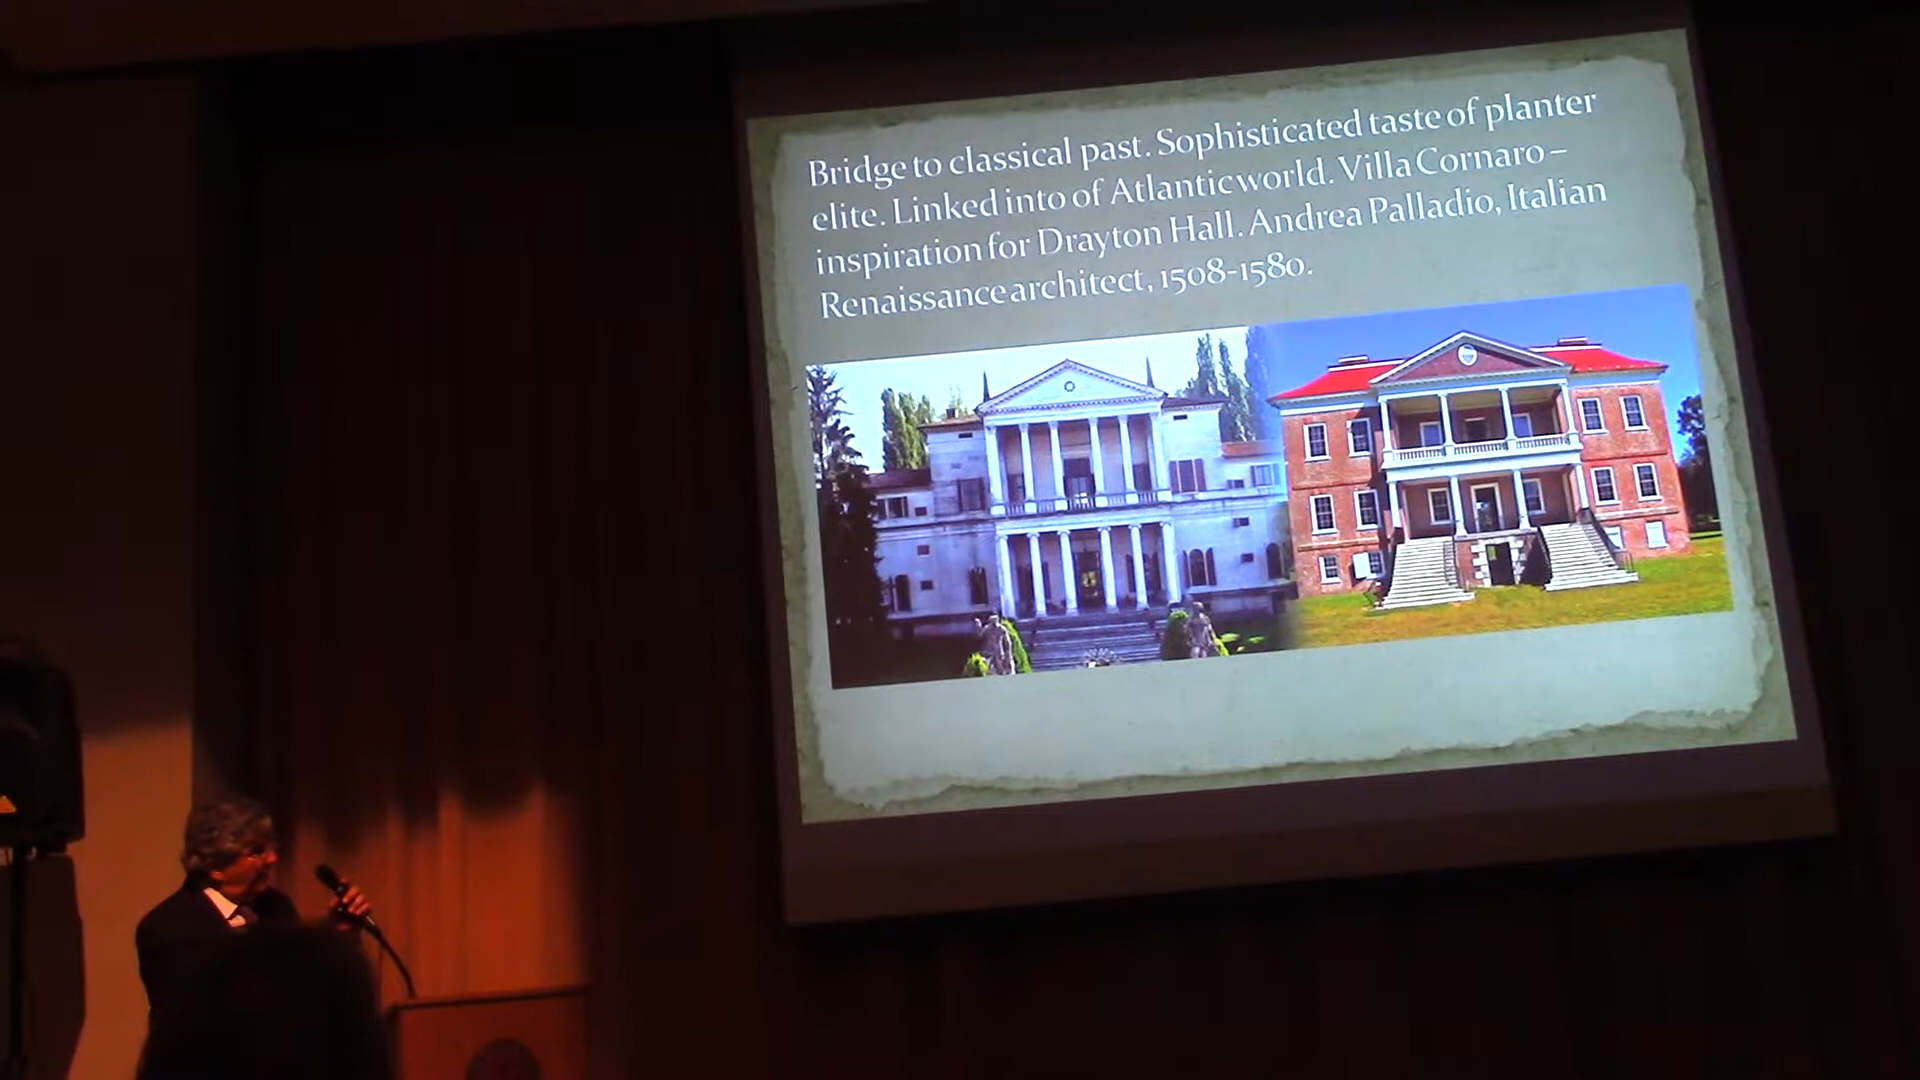 Bridge to classical past. Sophisticated taste of planter
elite. Linked into of Atlantic world. Villa Cornaro –
inspiration for Drayton Hall. Andrea Palladio, Italian
Renaissance architect, 1508-1580.